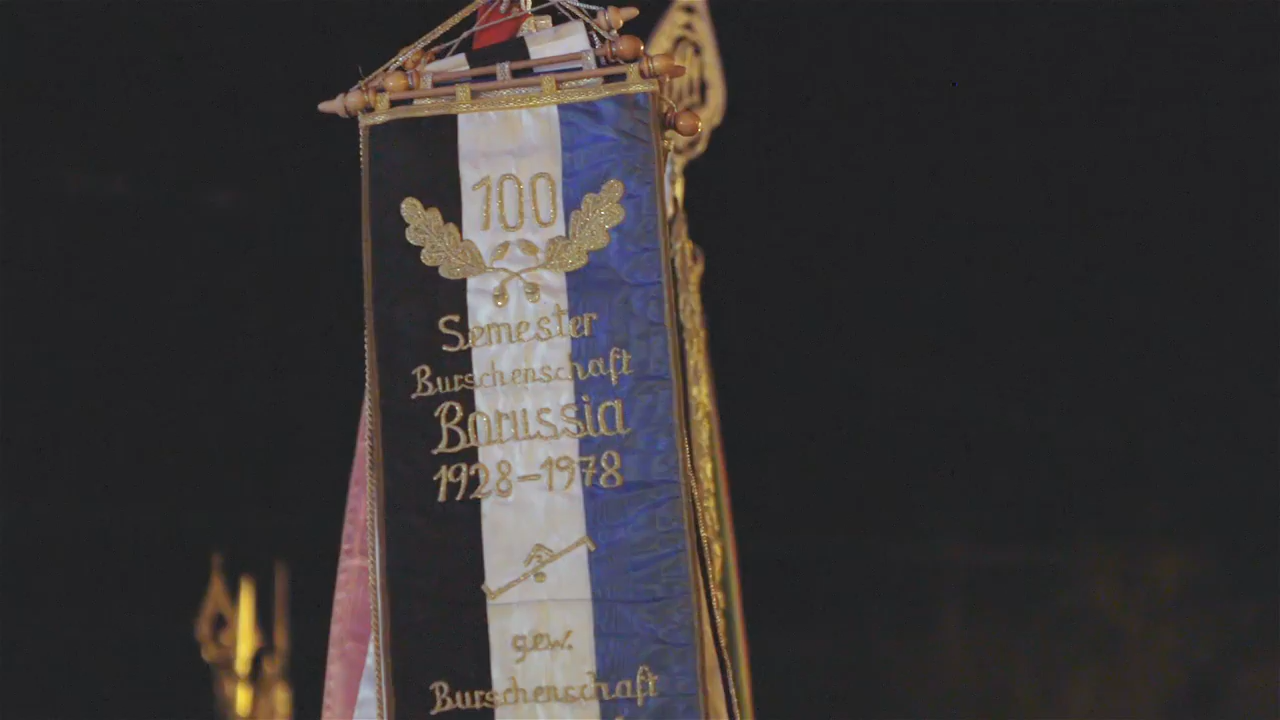 100
Semester
Burschenschaft
Borussia
1928-1978
gew.
Burschenschaft